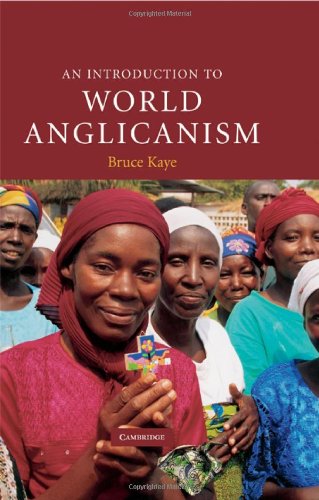 AN INTRODUCTION TO
WORLD
ANGLICANISM
Bruce Kaye
CAMBRIDGE